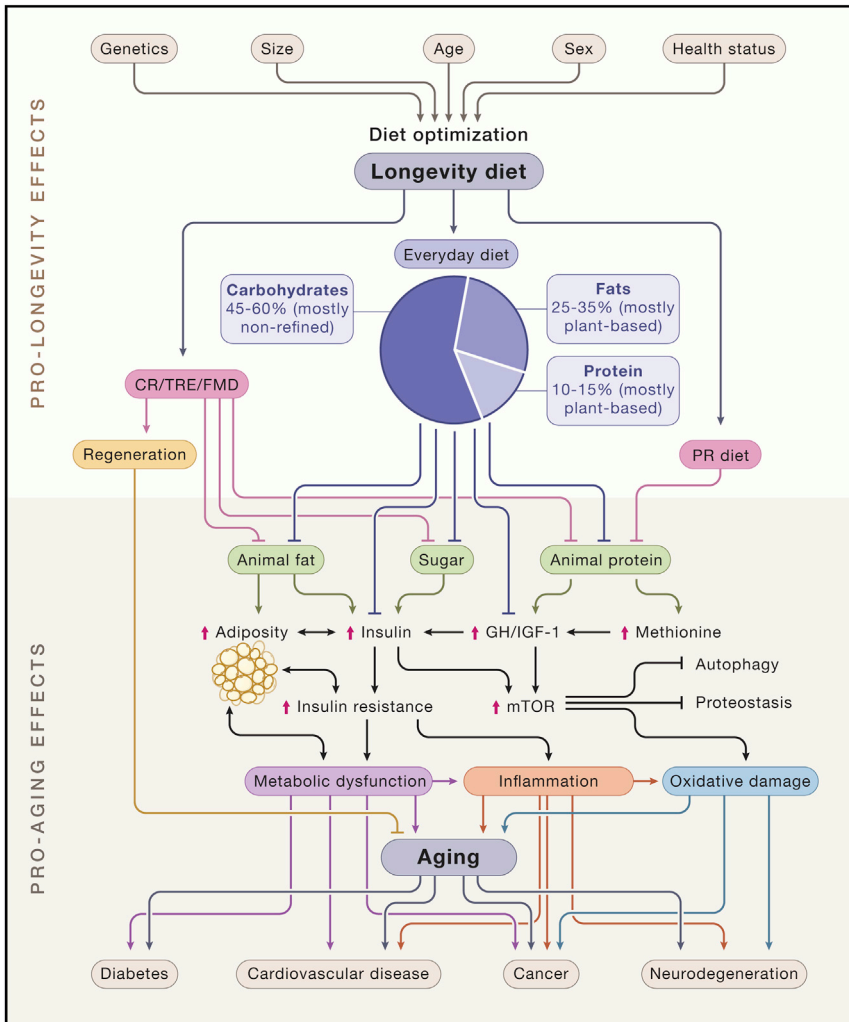 Genetics
Size
Age
Sex
Health status
Diet optimization
Longevity diet
Everyday diet
Carbohydrates
45-60% (mostly
non-refined)
Fats
25-35% (mostly
plant-based)
Protein
10-15% (mostly
plant-based)
PRO-LONGEVITY EFFECTS
CR/TRE/FMD
Regeneration
PR diet
Animal fat
Sugar
Animal protein
Adiposity
Insulin
GH/IGF-1
Methionine
Autophagy
Insulin resistance
mTOR
Proteostasis
PRO-AGING EFFECTS
Metabolic dysfunction
Inflammation
Oxidative damage
Aging
Diabetes
Cardiovascular disease
Cancer
Neurodegeneration